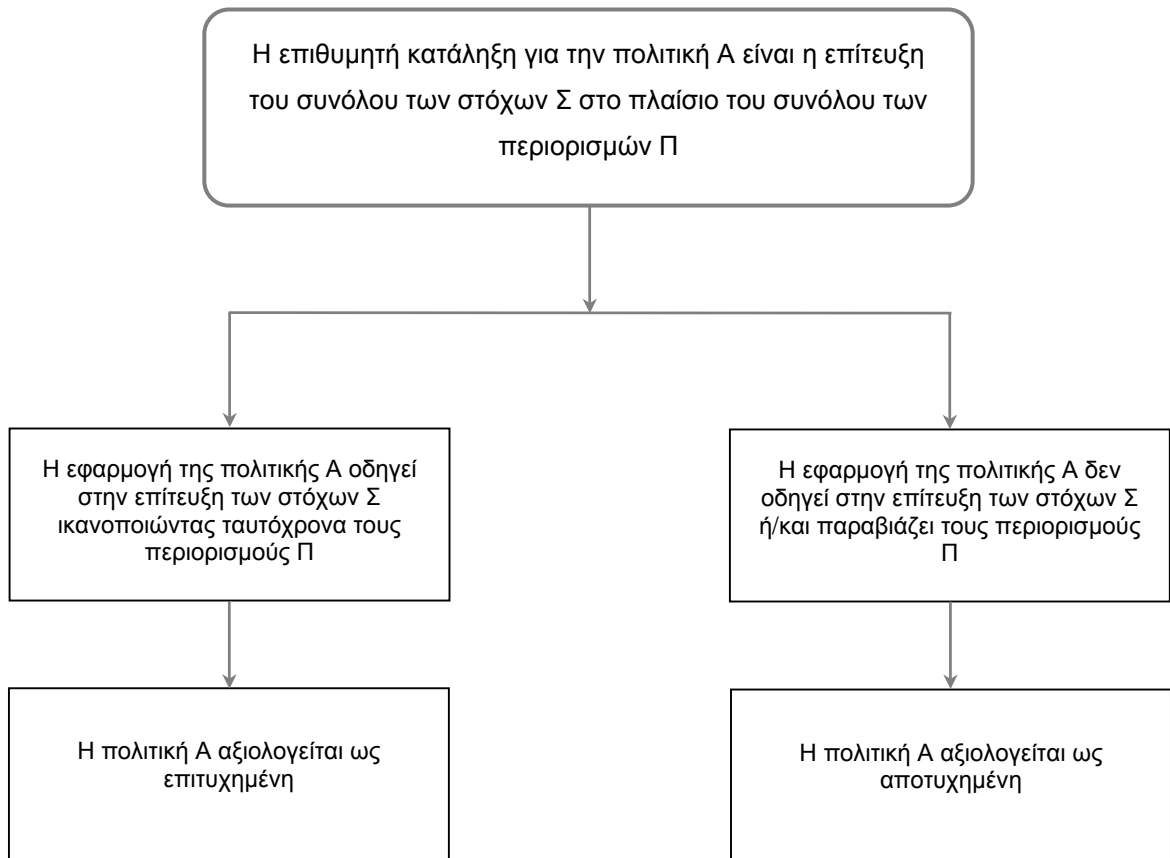 Η επιθυμητή κατάληξη για την πολιτική Α είναι η επίτευξη
του συνόλου των στόχων Σ στο πλαίσιο του συνόλου των
περιορισμών Π
Η εφαρμογή της πολιτικής Α οδηγεί
στην επίτευξη των στόχων Σ
ικανοποιώντας ταυτόχρονα τους
περιορισμούς Π
Η εφαρμογή της πολιτικής Α δεν
οδηγεί στην επίτευξη των στόχων Σ
ή/και παραβιάζει τους περιορισμούς
Π
Η πολιτική Α αξιολογείται ως
επιτυχημένη
Η πολιτική Α αξιολογείται ως
αποτυχημένη